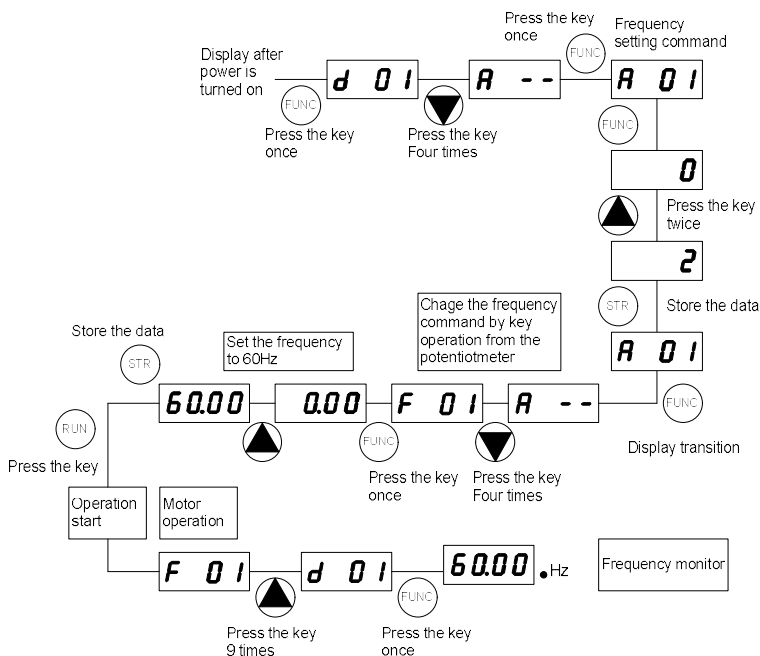 Press the key
once
FUNC
Frequency
setting command
Display after
power is
turned on
FUNC
d 01
A --
A 01
Press the key
once
Press the key
Four times
FUNC
0
Press the key
twice
2
STR
Store the data
A 01
FUNC
Display transition
Chage the frequency
command by key
operation from the
potentiotmeter
Set the frequency
to 60Hz
Store the data
STR
60.00
0.00
F 01
A --
RUN
Press the key
FUNC
Press the key
once
Press the key
Four times
Operation
start
Motor
operation
F 01
d 01
60.00
Hz
Frequency monitor
FUNC
Press the key
9 times
Press the key
once